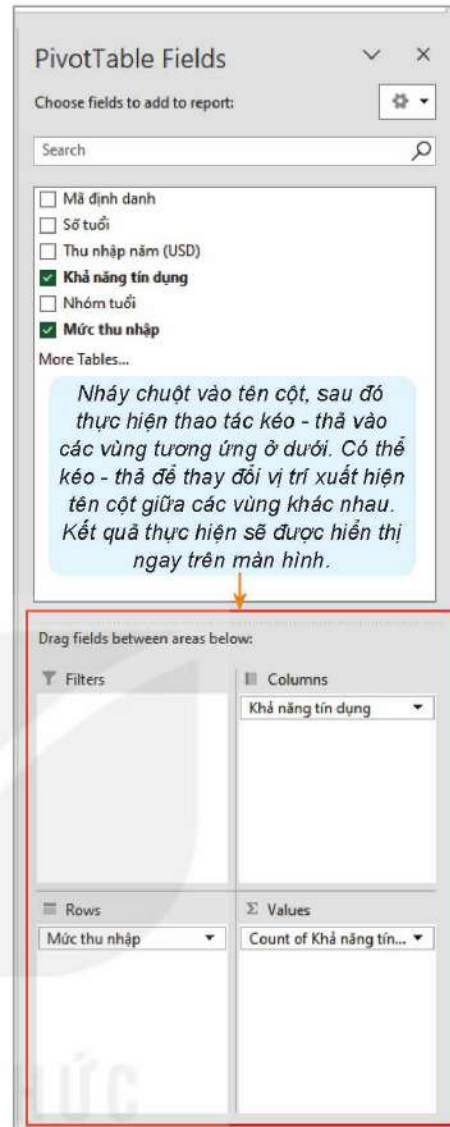 PivotTable Fields
Choose fields to add to report:
Search
Mã định danh
Số tuổi
Thu nhập năm (USD)
Khả năng tín dụng
Nhóm tuổi
Mức thu nhập
More Tables...
Nháy chuột vào tên cột, sau đó
thực hiện thao tác kéo - thả vào
các vùng tương ứng ở dưới. Có thể
kéo - thả để thay đổi vị trí xuất hiện
tên cột giữa các vùng khác nhau.
Kết quả thực hiện sẽ được hiển thị
ngay trên màn hình.
Drag fields between areas below:
Filters
Columns
Khả năng tín dụng
Rows
Σ Values
Mức thu nhập
Count of Khả năng tín...
HỨC